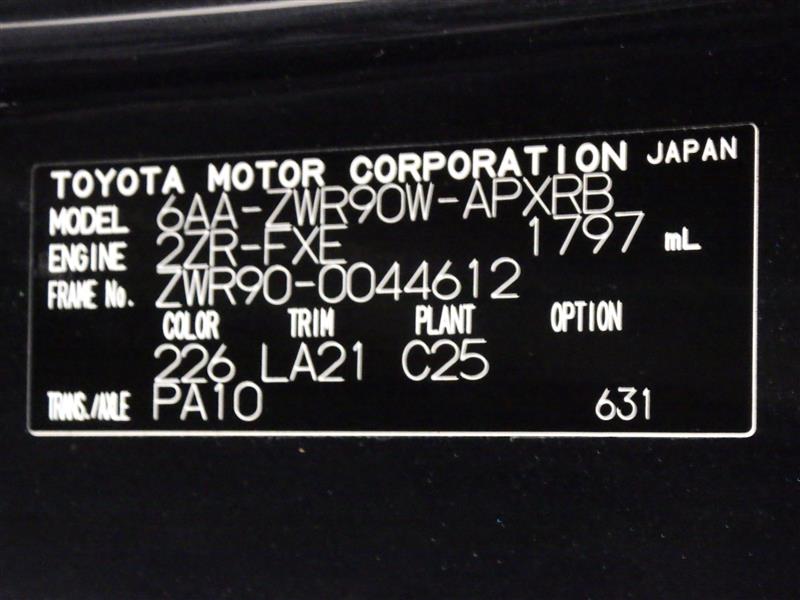 TOYOTA MOTOR CORPORATION JAPAN
MODEL 6AA-ZWR90W-APXRB
ENGINE 2ZR-FXE 1797 mL
FRAME No. ZWR90-0044612
COLOR TRIM PLANT OPTION
226 LA21 C25
TRANS./AXLE PA10 631